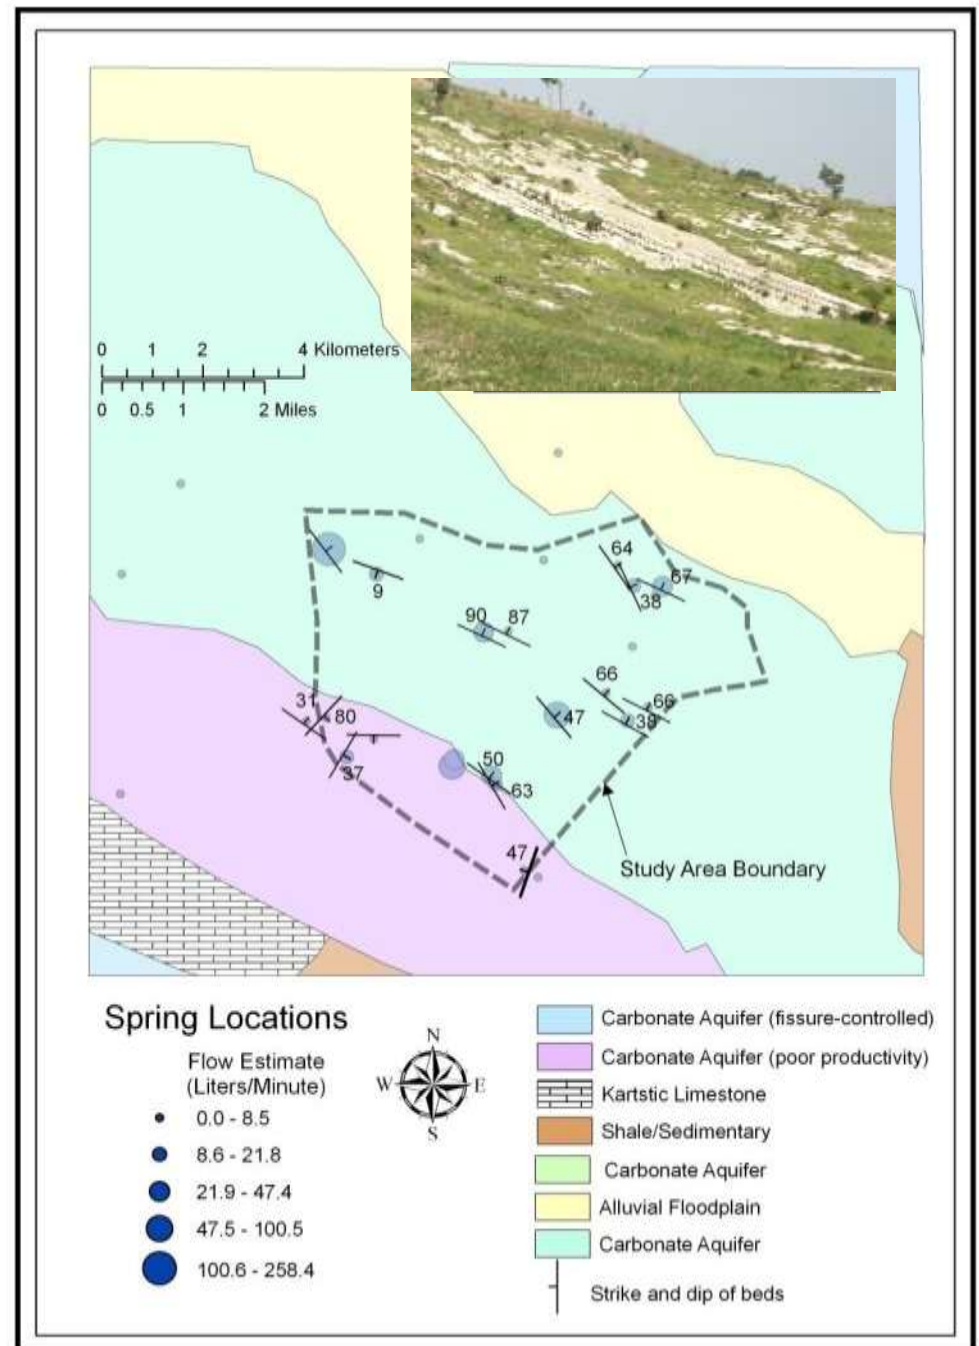 0 1 2 4 Kilometers
0 0.5 1 2 Miles
64
67
38
9
90 87
66
66
31
80
47
39
37
50
63
47
Study Area Boundary
Spring Locations
Flow Estimate
(Liters/Minute)
0.0 - 8.5
8.6 - 21.8
21.9 - 47.4
47.5 - 100.5
100.6 - 258.4
N
W E
S
Carbonate Aquifer (fissure-controlled)
Carbonate Aquifer (poor productivity)
Kartstic Limestone
Shale/Sedimentary
Carbonate Aquifer
Alluvial Floodplain
Carbonate Aquifer
Strike and dip of beds